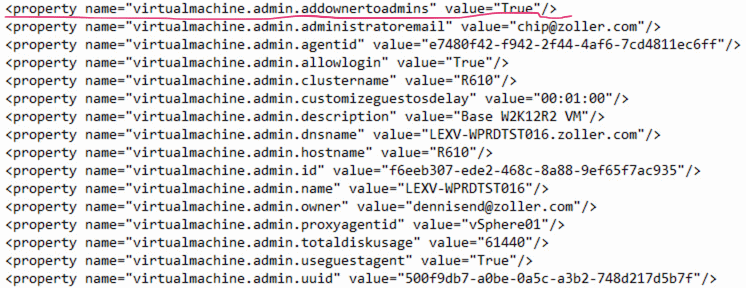 <property name="virtualmachine.admin.addownertoadmins" value="True"/>
<property name="virtualmachine.admin.administratoremail" value="chip@zoller.com"/>
<property name="virtualmachine.admin.agentid" value="e7480f42-f942-2f44-4af6-7cd4811ec6ff"/>
<property name="virtualmachine.admin.allowlogin" value="True"/>
<property name="virtualmachine.admin.clustername" value="R610"/>
<property name="virtualmachine.admin.customizeguestosdelay" value="00:01:00"/>
<property name="virtualmachine.admin.description" value="Base W2K12R2 VM"/>
<property name="virtualmachine.admin.dnsname" value="LEXV-WPRDTST016.zoller.com"/>
<property name="virtualmachine.admin.hostname" value="R610"/>
<property name="virtualmachine.admin.id" value="f6eeb307-ede2-468c-8a88-9ef65f7ac935"/>
<property name="virtualmachine.admin.name" value="LEXV-WPRDTST016"/>
<property name="virtualmachine.admin.owner" value="dennisend@zoller.com"/>
<property name="virtualmachine.admin.proxyagentid" value="vSphere01"/>
<property name="virtualmachine.admin.totaldiskusage" value="61440"/>
<property name="virtualmachine.admin.useguestagent" value="True"/>
<property name="virtualmachine.admin.uuid" value="500f9db7-a0be-0a5c-a3b2-748d217d5b7f"/>